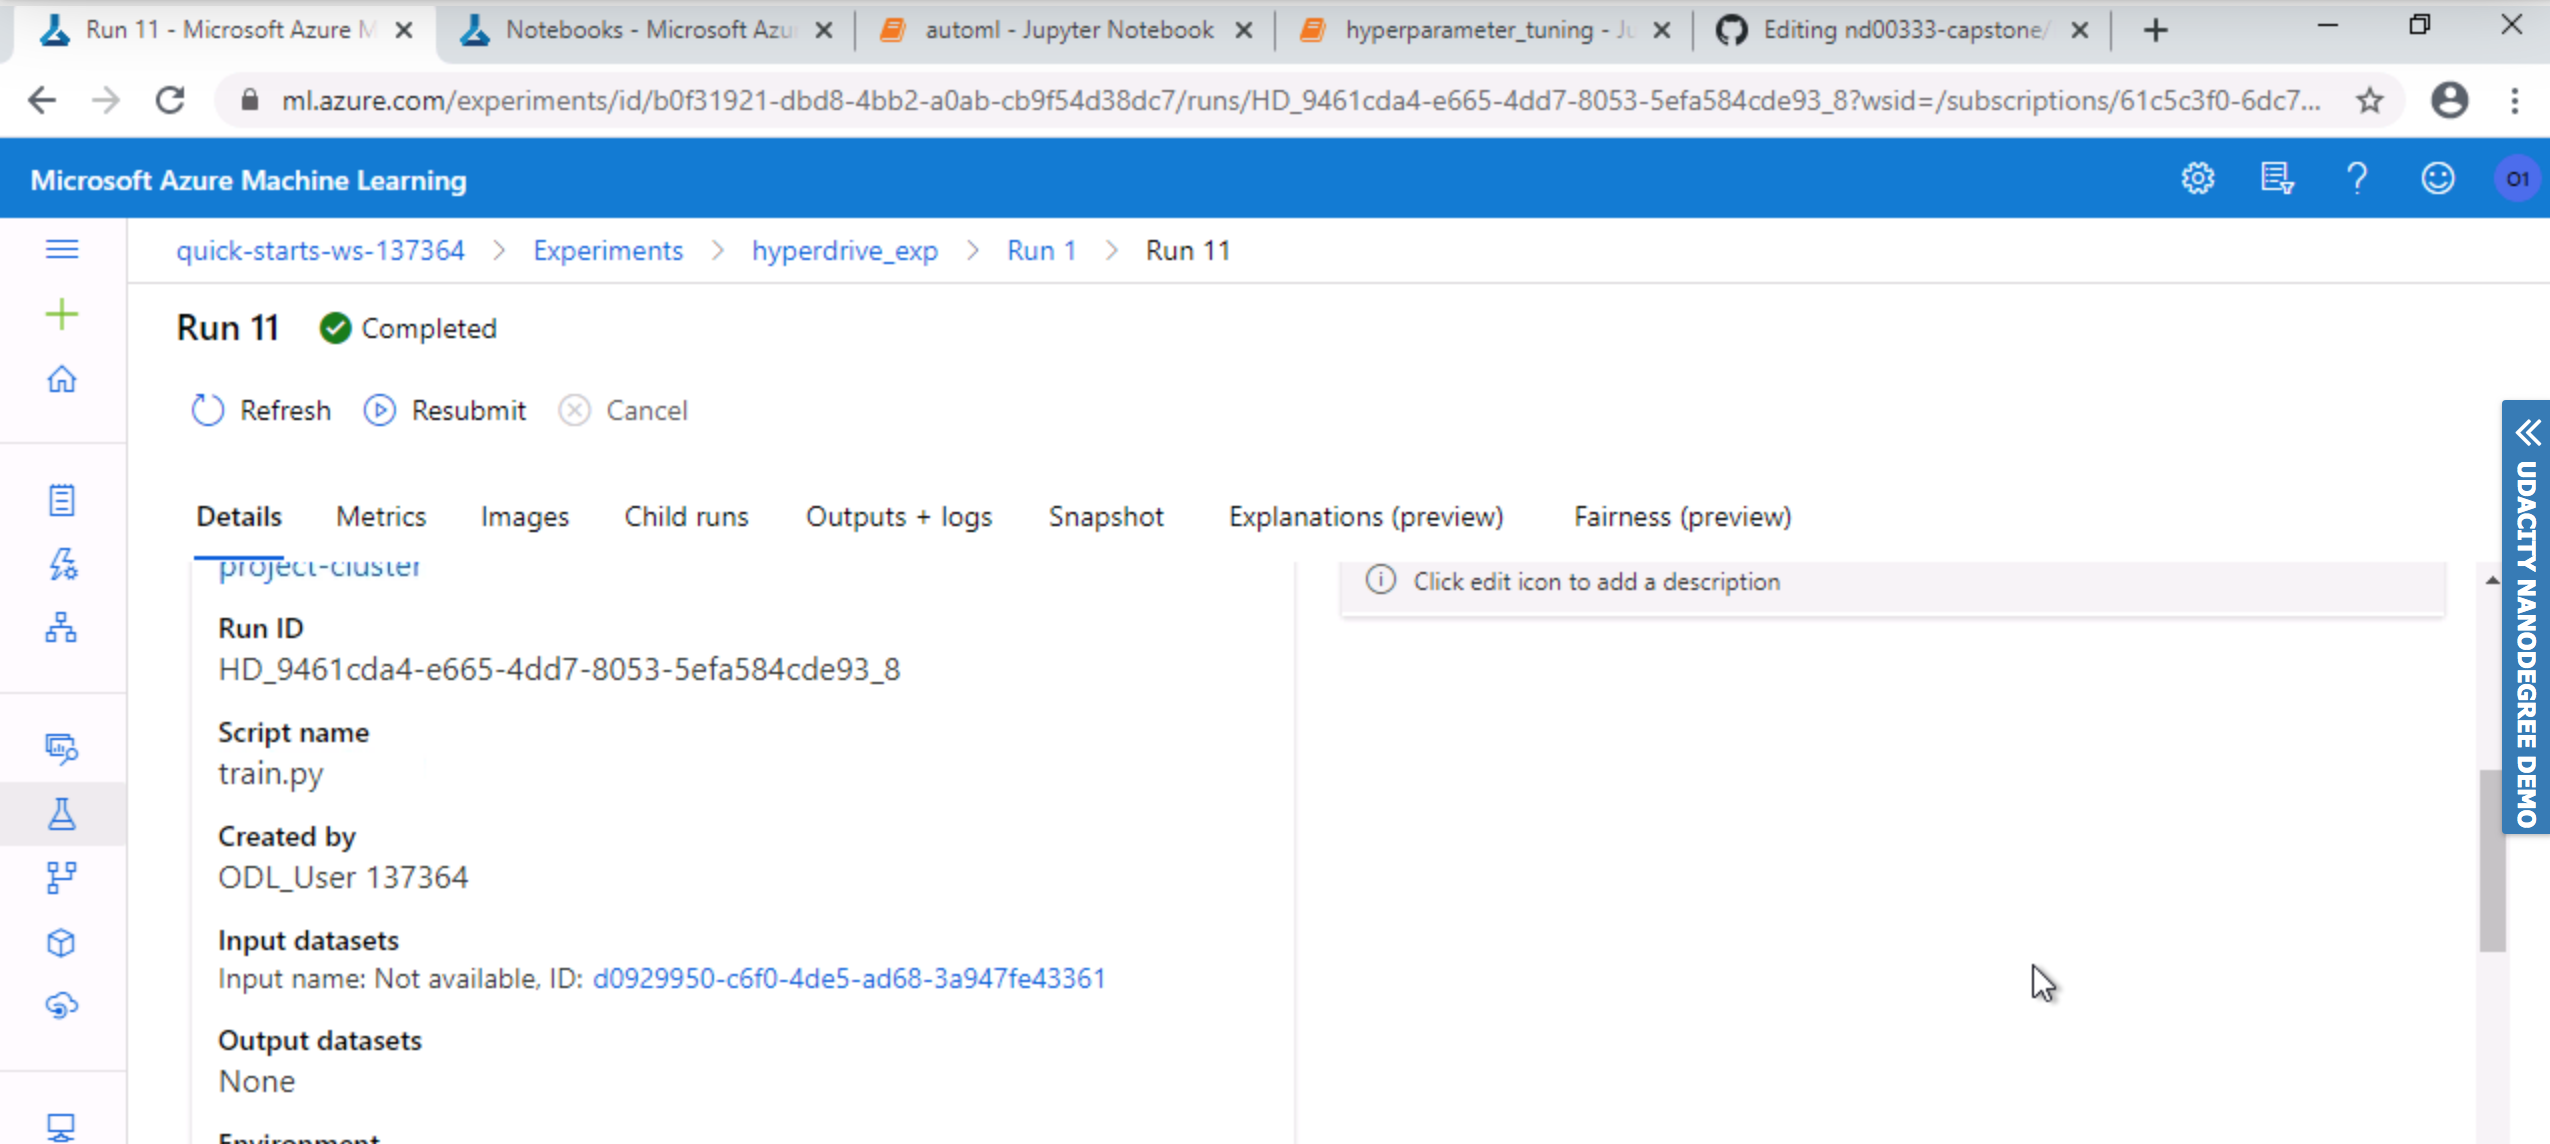 Run 11 - Microsoft Azure M
Notebooks - Microsoft Azu
automl - Jupyter Notebook
hyperparameter_tuning - Ju
Editing nd00333-capstone/
ml.azure.com/experiments/id/b0f31921-dbd8-4bb2-a0ab-cb9f54d38dc7/runs/HD_9461cda4-e665-4dd7-8053-5efa584cde93_8?wsid=/subscriptions/61c5c3f0-6dc7...
Microsoft Azure Machine Learning
O1
quick-starts-ws-137364 > Experiments > hyperdrive_exp > Run 1 > Run 11
Run 11 Completed
Refresh Resubmit Cancel
Details Metrics Images Child runs Outputs + logs Snapshot Explanations (preview) Fairness (preview)
project-cluster
Click edit icon to add a description
Run ID
HD_9461cda4-e665-4dd7-8053-5efa584cde93_8
Script name
train.py
Created by
ODL_User 137364
Input datasets
Input name: Not available, ID: d0929950-c6f0-4de5-ad68-3a947fe43361
Output datasets
None
Environment
UDACITY NANODEGREE DEMO